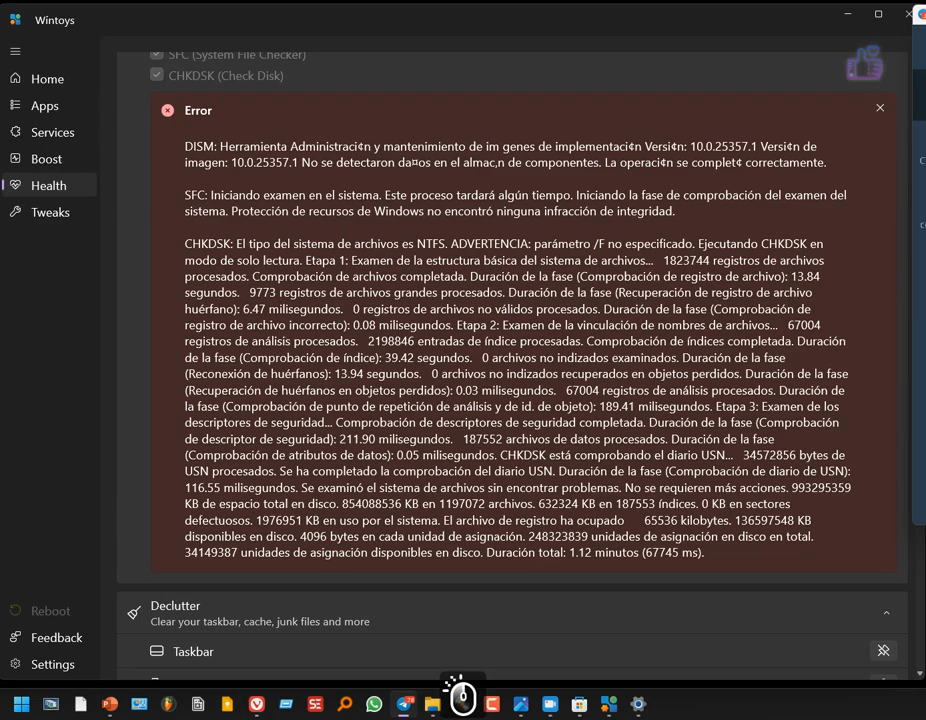 Wintoys
SFC (System File Checker)
Home
CHKDSK (Check Disk)
Apps
Error
Services
DISM: Herramienta Administraci¢n y mantenimiento de im genes de implementaci¢n Versi¢n: 10.0.25357.1 Versi¢n de
imagen: 10.0.25357.1 No se detectaron da¤os en el almac‚n de componentes. La operaci¢n se complet¢ correctamente.
Boost
Health
SFC: Iniciando examen en el sistema. Este proceso tardará algún tiempo. Iniciando la fase de comprobación del examen del
sistema. Protección de recursos de Windows no encontró ninguna infracción de integridad.
Tweaks
CHKDSK: El tipo del sistema de archivos es NTFS. ADVERTENCIA: parámetro /F no especificado. Ejecutando CHKDSK en
modo de solo lectura. Etapa 1: Examen de la estructura básica del sistema de archivos... 1823744 registros de archivos
procesados. Comprobación de archivos completada. Duración de la fase (Comprobación de registro de archivo): 13.84
segundos. 9773 registros de archivos grandes procesados. Duración de la fase (Recuperación de registro de archivo
huérfano): 6.47 milisegundos. 0 registros de archivos no válidos procesados. Duración de la fase (Comprobación de
registro de archivo incorrecto): 0.08 milisegundos. Etapa 2: Examen de la vinculación de nombres de archivos... 67004
registros de análisis procesados. 2198846 entradas de índice procesadas. Comprobación de índices completada. Duración
de la fase (Comprobación de índice): 39.42 segundos. 0 archivos no indizados examinados. Duración de la fase
(Reconexión de huérfanos): 13.94 segundos. 0 archivos no indizados recuperados en objetos perdidos. Duración de la fase
(Recuperación de huérfanos en objetos perdidos): 0.03 milisegundos. 67004 registros de análisis procesados. Duración de
la fase (Comprobación de punto de repetición de análisis y de id. de objeto): 189.41 milisegundos. Etapa 3: Examen de los
descriptores de seguridad... Comprobación de descriptores de seguridad completada. Duración de la fase (Comprobación
de descriptor de seguridad): 211.90 milisegundos. 187552 archivos de datos procesados. Duración de la fase
(Comprobación de atributos de datos): 0.05 milisegundos. CHKDSK está comprobando el diario USN... 34572856 bytes de
USN procesados. Se ha completado la comprobación del diario USN. Duración de la fase (Comprobación de diario de USN):
116.55 milisegundos. Se examinó el sistema de archivos sin encontrar problemas. No se requieren más acciones. 993295359
KB de espacio total en disco. 854088536 KB en 1197072 archivos. 632324 KB en 187553 índices. 0 KB en sectores
defectuosos. 1976951 KB en uso por el sistema. El archivo de registro ha ocupado 65536 kilobytes. 136597548 KB
disponibles en disco. 4096 bytes en cada unidad de asignación. 248323839 unidades de asignación en disco en total.
34149387 unidades de asignación disponibles en disco. Duración total: 1.12 minutos (67745 ms).
Declutter
Reboot
Clear your taskbar, cache, junk files and more
Feedback
Taskbar
Settings